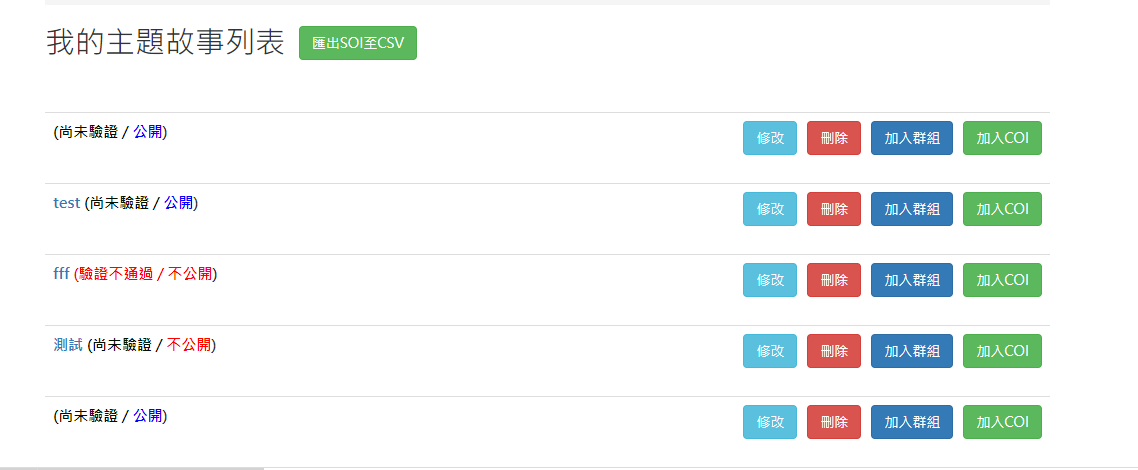 我的主題故事列表 匯出SOI至CSV
(尚未驗證 / 公開) 修改 刪除 加入群組 加入COI
test (尚未驗證 / 公開) 修改 刪除 加入群組 加入COI
fff (驗證不通過 / 不公開) 修改 刪除 加入群組 加入COI
測試 (尚未驗證 / 不公開) 修改 刪除 加入群組 加入COI
(尚未驗證 / 公開) 修改 刪除 加入群組 加入COI